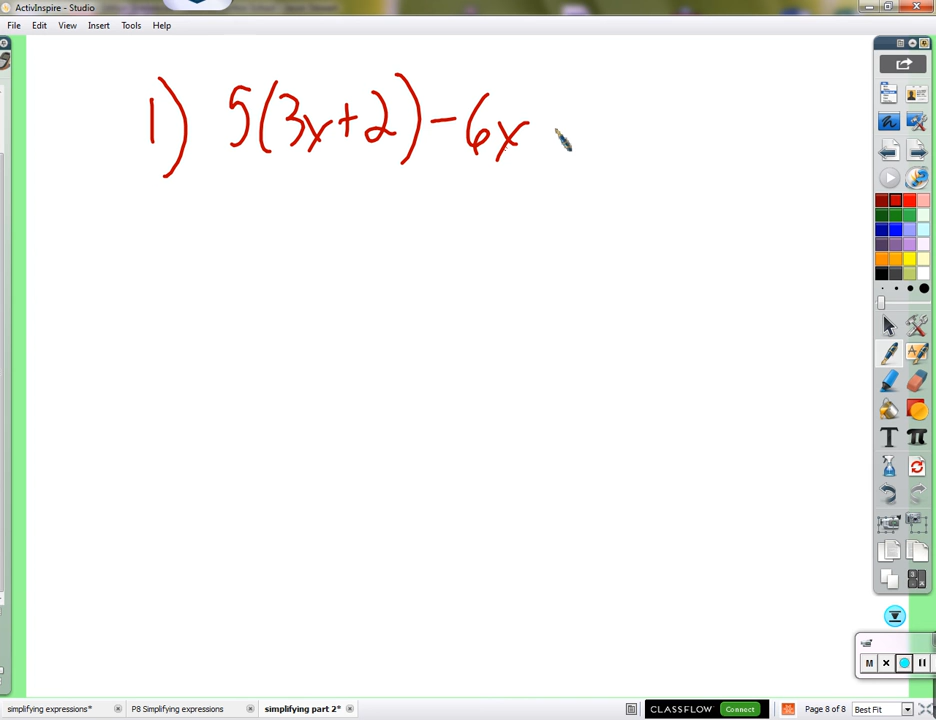 ActivInspire - Studio
File Edit View Insert Tools Help
1) 5(3x+2)-6x
M
simplifying expressions* P8 Simplifying expressions simplifying part 2* CLASSFLOW Connect Page 8 of 8 Best Fit